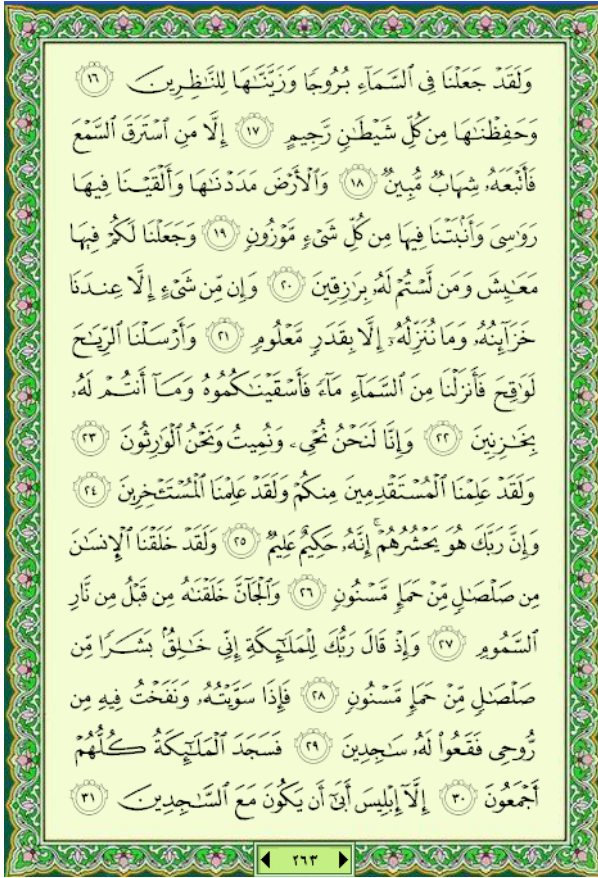 وَلَقَدْ جَعَلْنَا فِى ٱلسَّمَآءِ بُرُوجًا وَزَيَّنَّـٰهَا لِلنَّـٰظِرِينَ ١٦
وَحَفِظْنَـٰهَا مِن كُلِّ شَيْطَـٰنٍ رَّجِيمٍ ١٧ إِلَّا مَنِ ٱسْتَرَقَ ٱلسَّمْعَ
فَأَتْبَعَهُۥ شِهَابٌ مُّبِينٌ ١٨ وَٱلْأَرْضَ مَدَدْنَـٰهَا وَأَلْقَيْنَا فِيهَا
رَوَٰسِىَ وَأَنۢبَتْنَا فِيهَا مِن كُلِّ شَىْءٍ مَّوْزُونٍ ١٩ وَجَعَلْنَا لَكُمْ فِيهَا
مَعَـٰيِشَ وَمَن لَّسْتُمْ لَهُۥ بِرَٰزِقِينَ ٢٠ وَإِن مِّن شَىْءٍ إِلَّا عِندَنَا
خَزَآئِنُهُۥ وَمَا نُنَزِّلُهُۥٓ إِلَّا بِقَدَرٍ مَّعْلُومٍ ٢١ وَأَرْسَلْنَا ٱلرِّيَـٰحَ
لَوَٰقِحَ فَأَنزَلْنَا مِنَ ٱلسَّمَآءِ مَآءً فَأَسْقَيْنَـٰكُمُوهُ وَمَآ أَنتُمْ لَهُۥ
بِخَـٰزِنِينَ ٢٢ وَإِنَّا لَنَحْنُ نُحْىِۦ وَنُمِيتُ وَنَحْنُ ٱلْوَٰرِثُونَ ٢٣
وَلَقَدْ عَلِمْنَا ٱلْمُسْتَقْدِمِينَ مِنكُمْ وَلَقَدْ عَلِمْنَا ٱلْمُسْتَـْٔخِرِينَ ٢٤
وَإِنَّ رَبَّكَ هُوَ يَحْشُرُهُمْ ۚ إِنَّهُۥ حَكِيمٌ عَلِيمٌ ٢٥ وَلَقَدْ خَلَقْنَا ٱلْإِنسَـٰنَ
مِن صَلْصَـٰلٍ مِّنْ حَمَإٍ مَّسْنُونٍ ٢٦ وَٱلْجَآنَّ خَلَقْنَـٰهُ مِن قَبْلُ مِن نَّارِ
ٱلسَّمُومِ ٢٧ وَإِذْ قَالَ رَبُّكَ لِلْمَلَـٰٓئِكَةِ إِنِّى خَـٰلِقٌۢ بَشَرًا مِّن
صَلْصَـٰلٍ مِّنْ حَمَإٍ مَّسْنُونٍ ٢٨ فَإِذَا سَوَّيْتُهُۥ وَنَفَخْتُ فِيهِ مِن
رُّوحِى فَقَعُوا۟ لَهُۥ سَـٰجِدِينَ ٢٩ فَسَجَدَ ٱلْمَلَـٰٓئِكَةُ كُلُّهُمْ
أَجْمَعُونَ ٣٠ إِلَّآ إِبْلِيسَ أَبَىٰٓ أَن يَكُونَ مَعَ ٱلسَّـٰجِدِينَ ٣١
٢٦٣